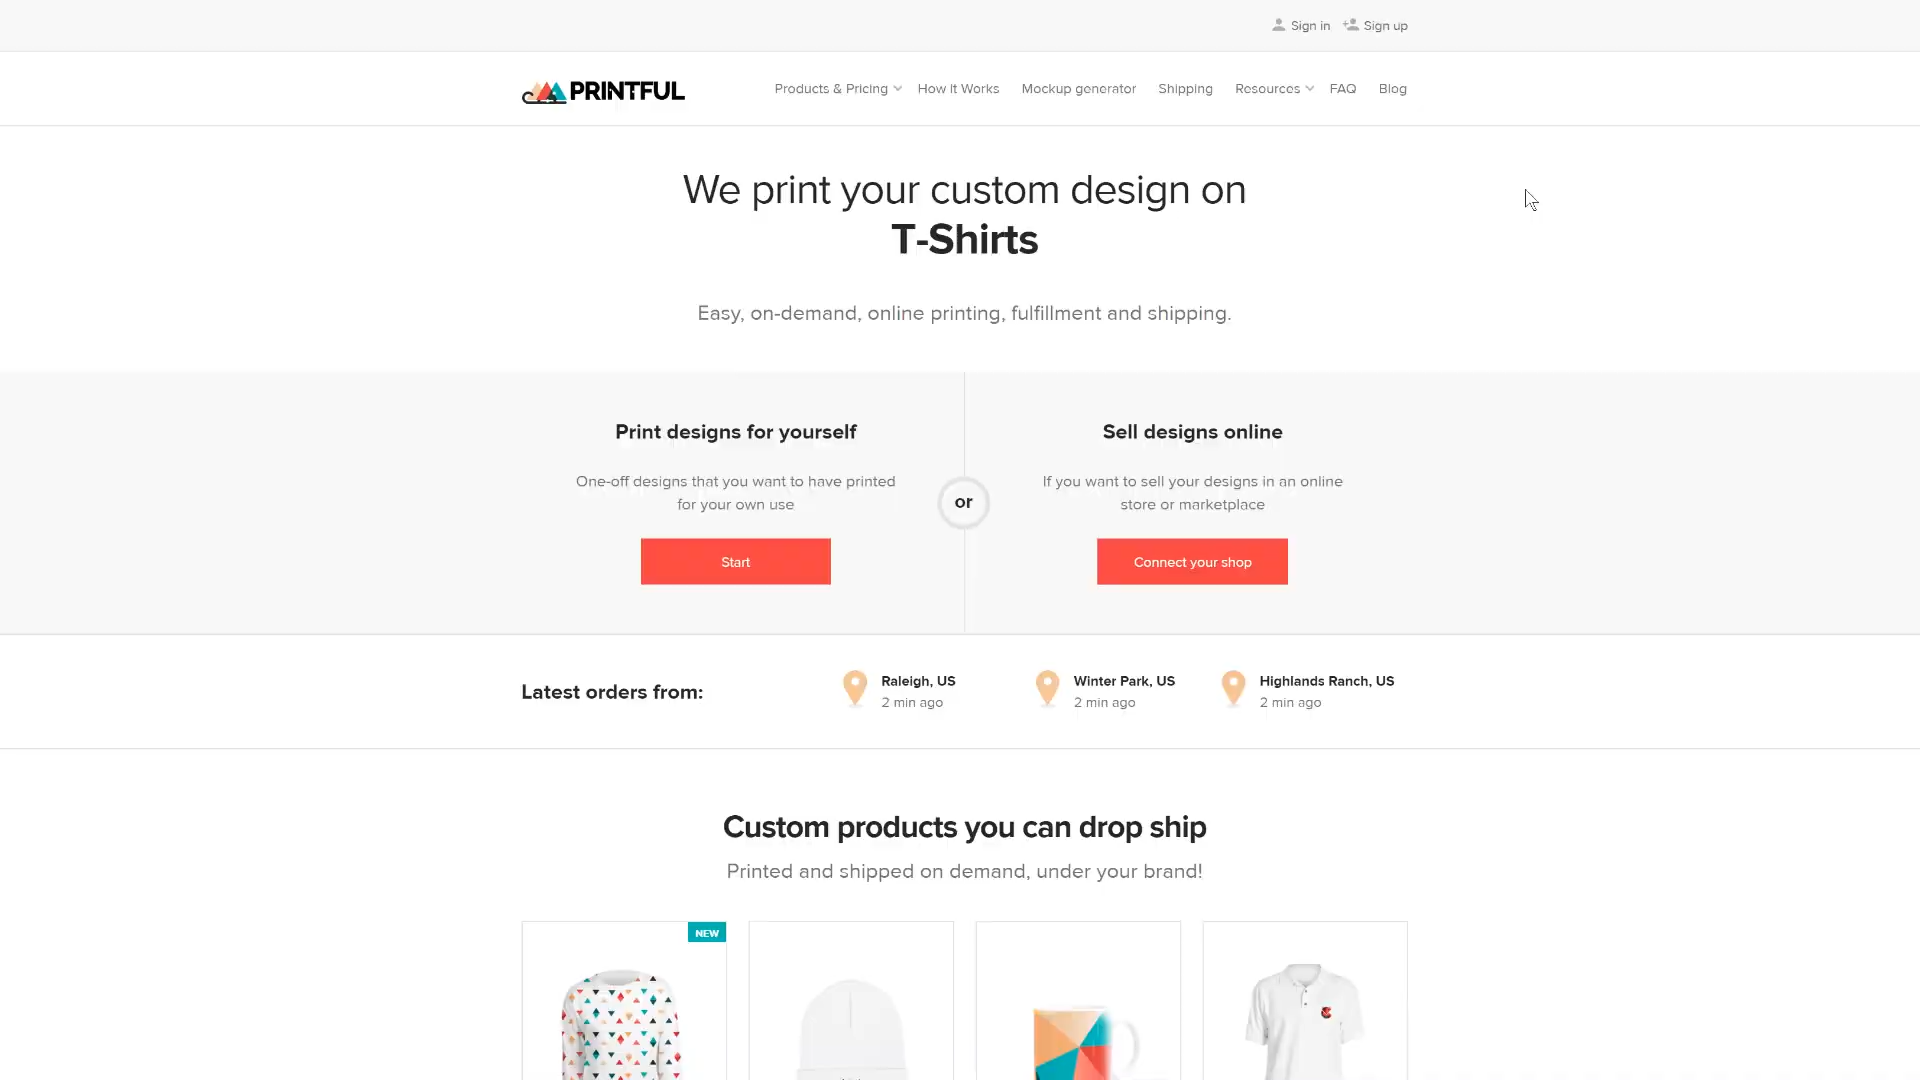 Sign in
Sign up
PRINTFUL
Products & Pricing
How it Works
Mockup generator
Shipping
Resources
FAQ
Blog
We print your custom design on
T-Shirts
Easy, on-demand, online printing, fulfillment and shipping.
Print designs for yourself
One-off designs that you want to have printed
for your own use
Start
or
Sell designs online
If you want to sell your designs in an online
store or marketplace
Connect your shop
Latest orders from:
Raleigh, US
2 min ago
Winter Park, US
2 min ago
Highlands Ranch, US
2 min ago
Custom products you can drop ship
Printed and shipped on demand, under your brand!
NEW